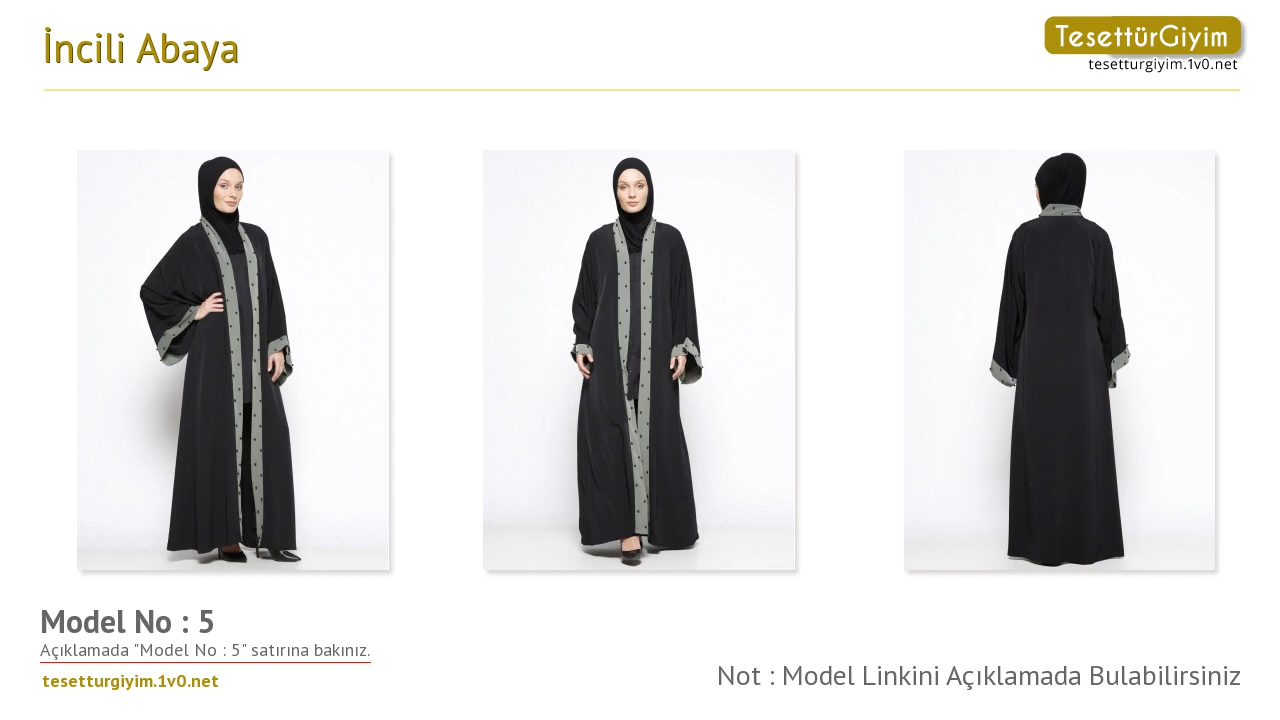 İncili Abaya
TesettürGiyim
tesetturgiyim.1v0.net
Model No : 5
Açıklamada "Model No : 5" satırına bakınız.
tesetturgiyim.1v0.net
Not : Model Linkini Açıklamada Bulabilirsiniz